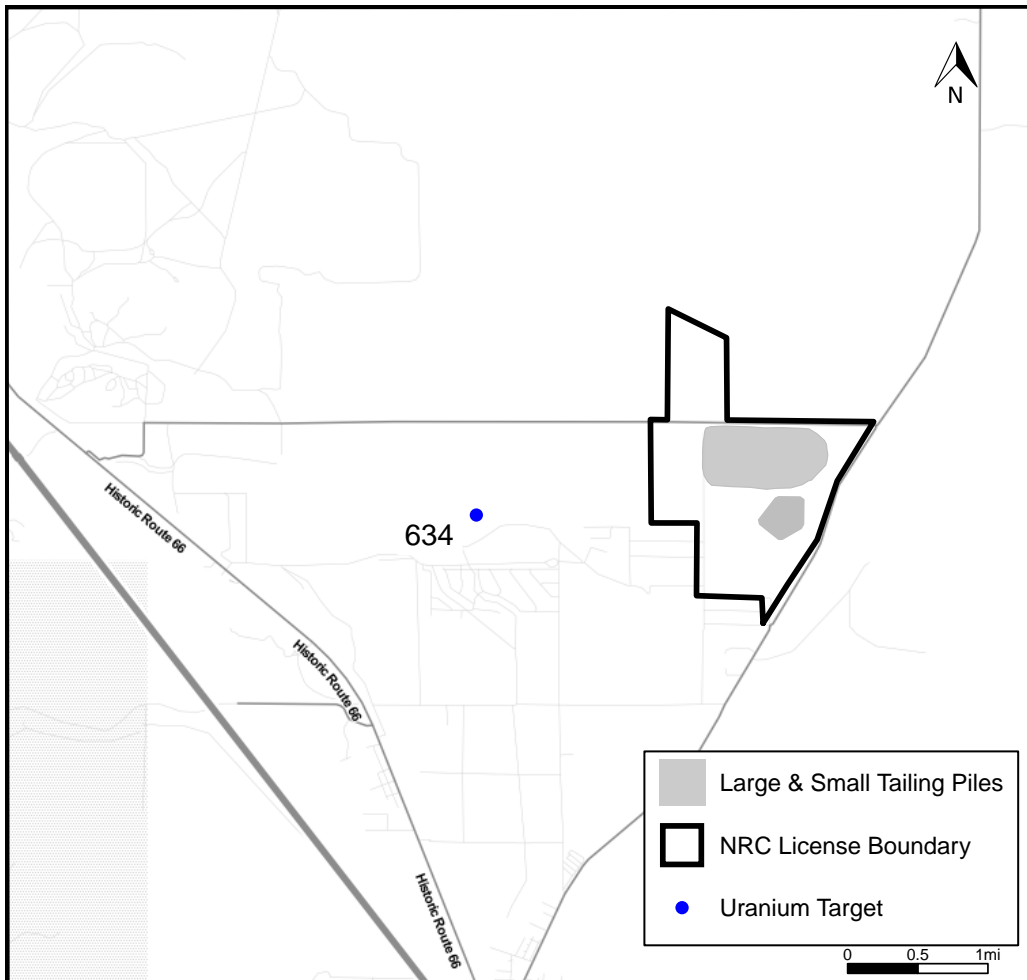 N
Historic Route 66
634
Historic Route 66
Large & Small Tailing Piles
NRC License Boundary
Uranium Target
Historic Route 66
0 0.5 1mi